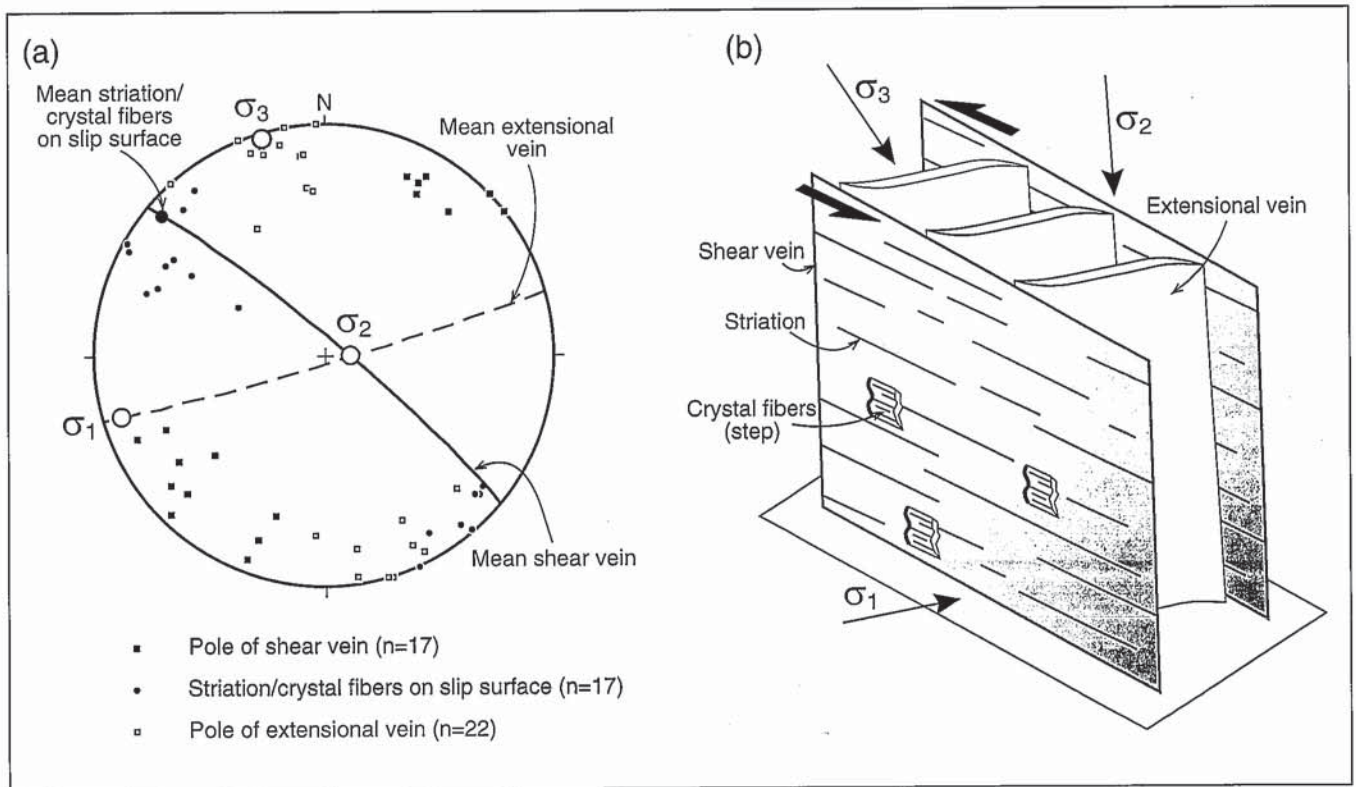 (a)
Mean striation/
crystal fibers
on slip surface
σ3
N
Mean extensional
vein
σ2
σ1
Mean shear vein
Pole of shear vein (n=17)
Striation/crystal fibers on slip surface (n=17)
Pole of extensional vein (n=22)
(b)
σ3
σ2
Extensional vein
Shear vein
Striation
Crystal fibers
(step)
σ1